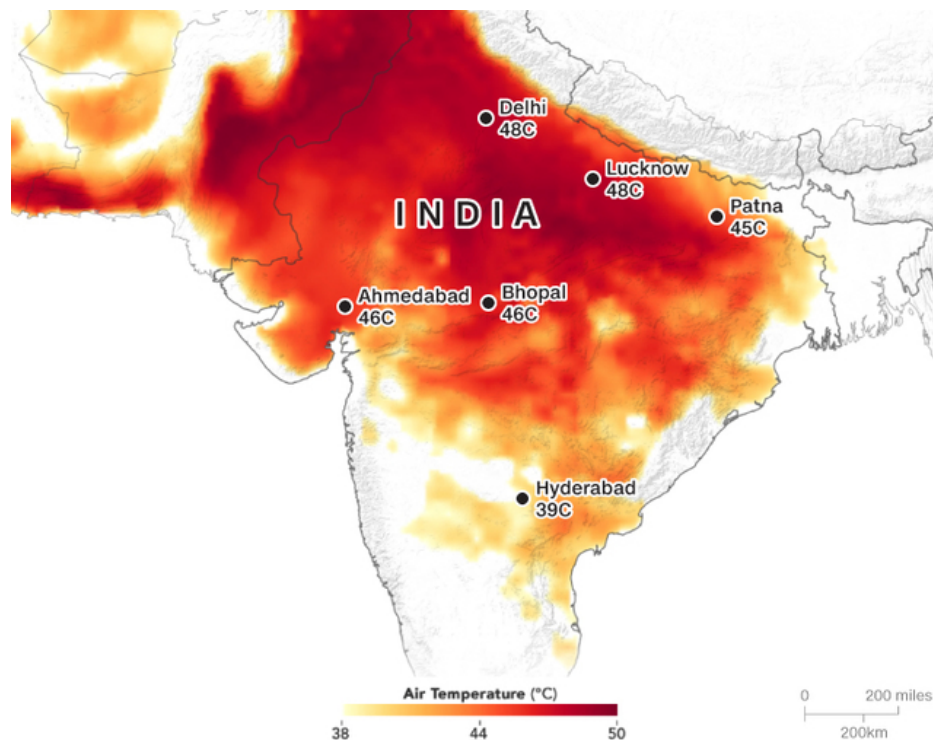 Delhi
48C
Lucknow
48C
INDIA
Patna
45C
Ahmedabad
46C
Bhopal
46C
Hyderabad
39C
Air Temperature (°C)
38 44 50
0 200 miles
200km